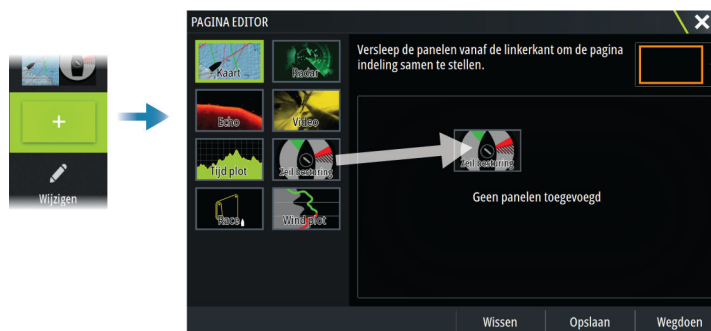 PAGINA EDITOR
Kaart
Radar
Echo
Video
Tijd plot
Zeil besturing
Race
Wind plot
Versleep de panelen vanaf de linkerkant om de pagina
indeling samen te stellen.
Zeil besturing
Geen panelen toegevoegd
+
Wijzigen
Wissen
Opslaan
Wegdoen